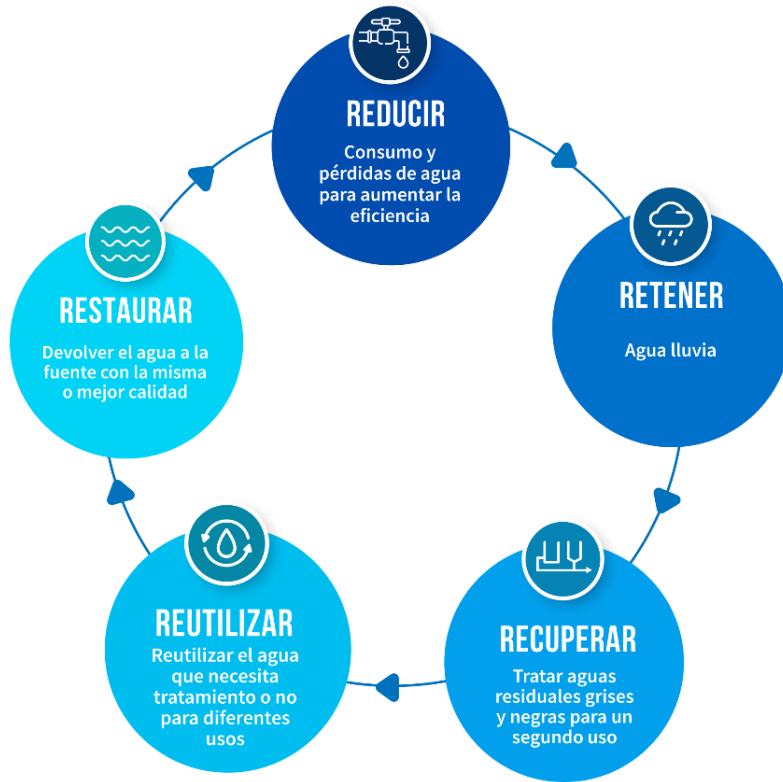 REDUCIR
Consumo y
pérdidas de agua
para aumentar la
eficiencia
RETENER
Agua lluvia
RECUPERAR
Tratar aguas
residuales grises
y negras para un
segundo uso
REUTILIZAR
Reutilizar el agua
que necesita
tratamiento o no
para diferentes
usos
RESTAURAR
Devolver el agua a la
fuente con la misma
o mejor calidad